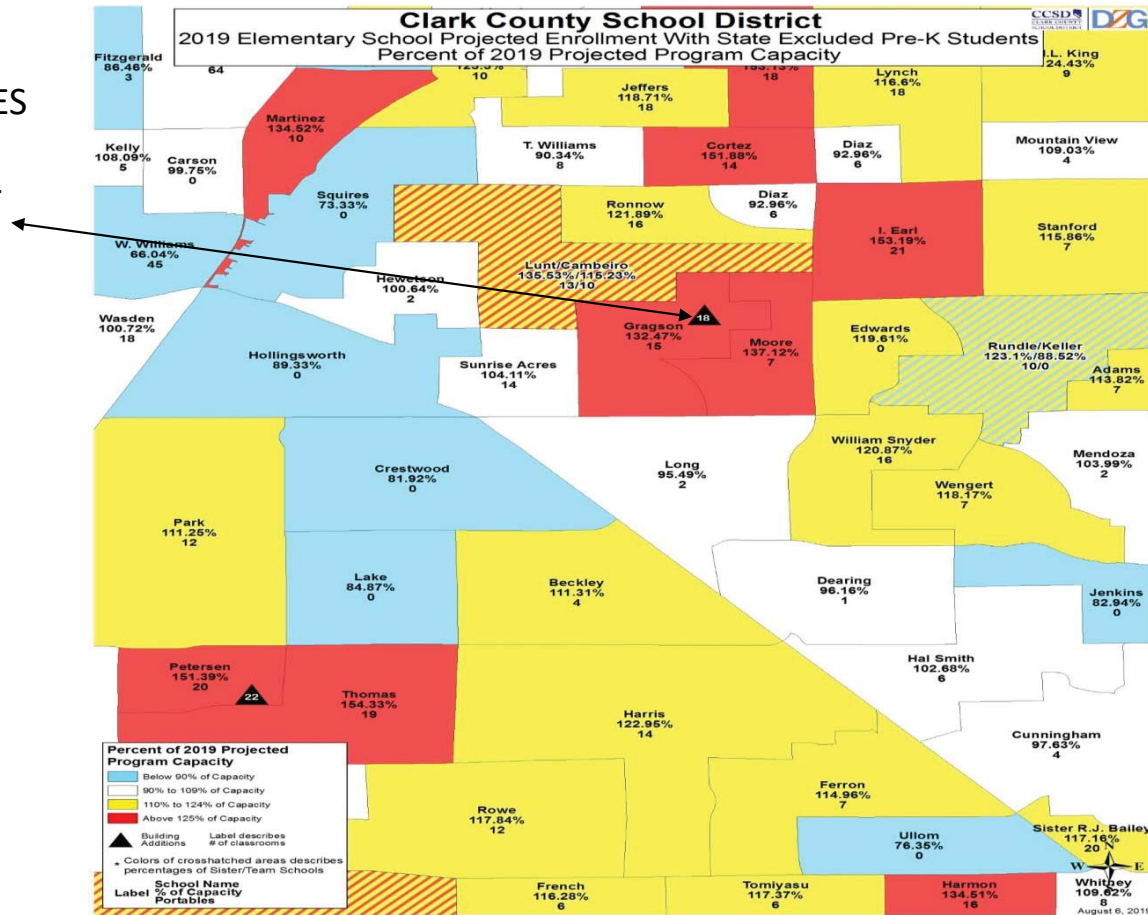 Clark County School District
2019 Elementary School Projected Enrollment With State Excluded Pre-K Students
Percent of 2019 Projected Program Capacity
CCSD
CLARK COUNTY
SCHOOL DISTRICT
DZG
ES
Fitzgerald
86.46%
3
64
10
18
Jeffers
118.71%
18
Lynch
116.6%
18
King
24.43%
9
Martinez
134.52%
10
Kelly
108.09%
5
Carson
99.75%
0
T. Williams
90.34%
8
Cortez
151.88%
14
Diaz
92.96%
6
Mountain View
109.03%
4
Squires
73.33%
0
Ronnow
121.89%
16
Diaz
92.96%
6
I. Earl
153.19%
21
Stanford
115.86%
7
W. Williams
66.04%
45
Lunt/Cambeiro
135.53%/115.23%
13/10
Hewetson
100.64%
2
Wasden
100.72%
18
18
Gragson
132.47%
15
Moore
137.12%
7
Edwards
119.61%
0
Rundle/Keller
123.1%/88.52%
10/0
Adams
113.82%
7
Hollingsworth
89.33%
0
Sunrise Acres
104.11%
14
Crestwood
81.92%
0
Long
95.49%
2
William Snyder
120.87%
16
Mendoza
103.99%
2
Wengert
118.17%
7
Park
111.25%
12
Lake
84.87%
0
Beckley
111.31%
4
Dearing
96.16%
1
Jenkins
82.94%
0
Petersen
151.39%
20
22
Thomas
154.33%
19
Hal Smith
102.68%
6
Harris
122.95%
14
Cunningham
97.63%
4
Percent of 2019 Projected
Program Capacity
Below 90% of Capacity
90% to 109% of Capacity
110% to 124% of Capacity
Above 125% of Capacity
Building Additions
Label describes # of classrooms
* Colors of crosshatched areas describes
percentages of Sister/Team Schools
School Name
Label % of Capacity
Portables
Rowe
117.84%
12
Ferron
114.96%
7
Ullom
76.35%
0
Sister R.J. Bailey
117.16%
20
N
W E
S
French
116.28%
6
Tomiyasu
117.37%
6
Harmon
134.51%
16
Whitney
109.62%
8
August 6, 2019